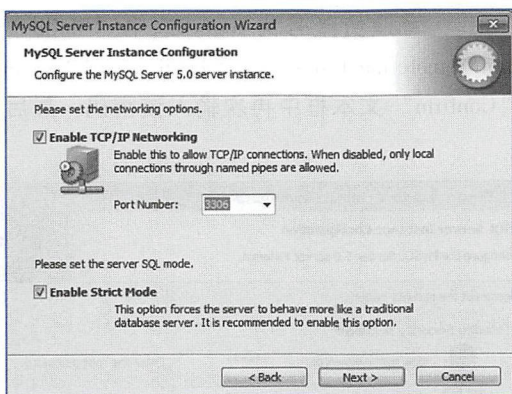 MySQL Server Instance Configuration Wizard
MySQL Server Instance Configuration
Configure the MySQL Server 5.0 server instance.
Please set the networking options.
Enable TCP/IP Networking
Enable this to allow TCP/IP connections. When disabled, only local
connections through named pipes are allowed.
Port Number: 3306
Please set the server SQL mode.
Enable Strict Mode
This option forces the server to behave more like a traditional
database server. It is recommended to enable this option.
< Back Next > Cancel